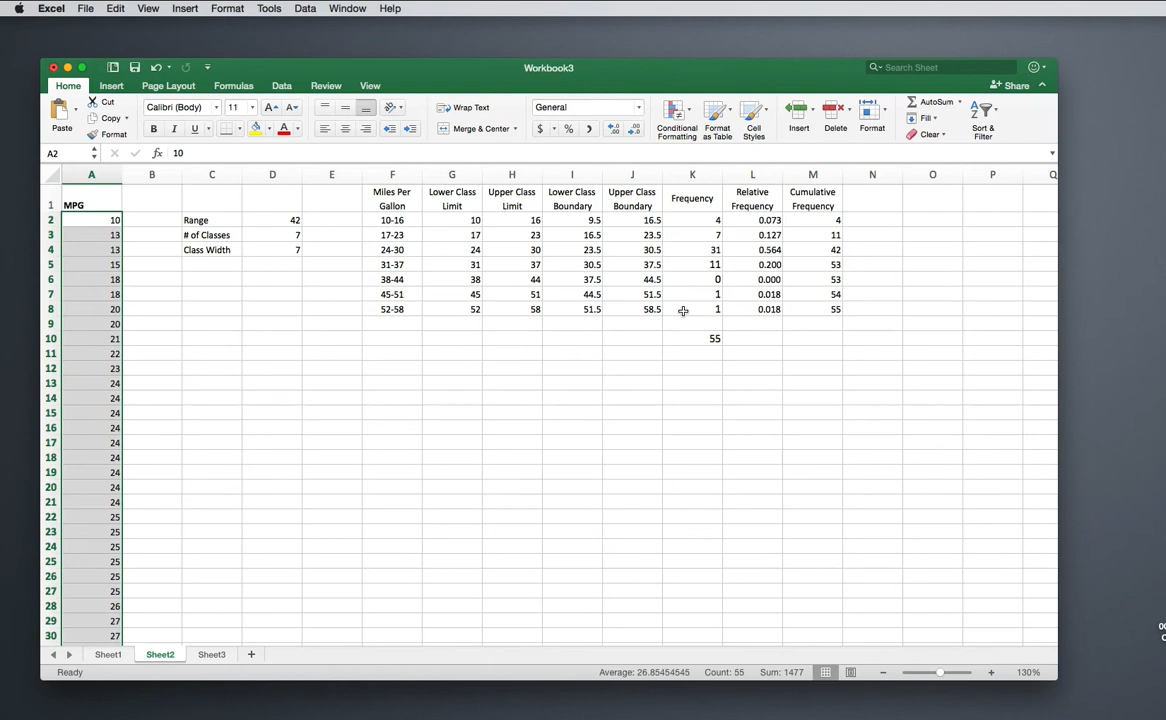 Excel File Edit View Insert Format Tools Data Window Help
Workbook3
Search Sheet
Home Insert Page Layout Formulas Data Review View
Share
Paste
Cut
Copy
Format
Calibri (Body) 11 A A
B I U A
Wrap Text
Merge & Center
General
$ %
Conditional Formatting
Format as Table
Cell Styles
Insert
Delete
Format
AutoSum
Fill
Clear
Sort & Filter
A2 fx 10
A B C D E F G H I J K L M N O P Q
1 MPG Miles Per Gallon Lower Class Limit Upper Class Limit Lower Class Boundary Upper Class Boundary Frequency Relative Frequency Cumulative Frequency
2 10 Range 42 10-16 10 16 9.5 16.5 4 0.073 4
3 13 # of Classes 7 17-23 17 23 16.5 23.5 7 0.127 11
4 13 Class Width 7 24-30 24 30 23.5 30.5 31 0.564 42
5 15 31-37 31 37 30.5 37.5 11 0.200 53
6 18 38-44 38 44 37.5 44.5 0 0.000 53
7 18 45-51 45 51 44.5 51.5 1 0.018 54
8 20 52-58 52 58 51.5 58.5 1 0.018 55
9 20
10 21 55
11 22
12 23
13 24
14 24
15 24
16 24
17 24
18 24
19 24
20 24
21 24
22 25
23 25
24 25
25 25
26 25
27 25
28 26
29 27
30 27
Sheet1 Sheet2 Sheet3 +
Ready Average: 26.85454545 Count: 55 Sum: 1477 130%